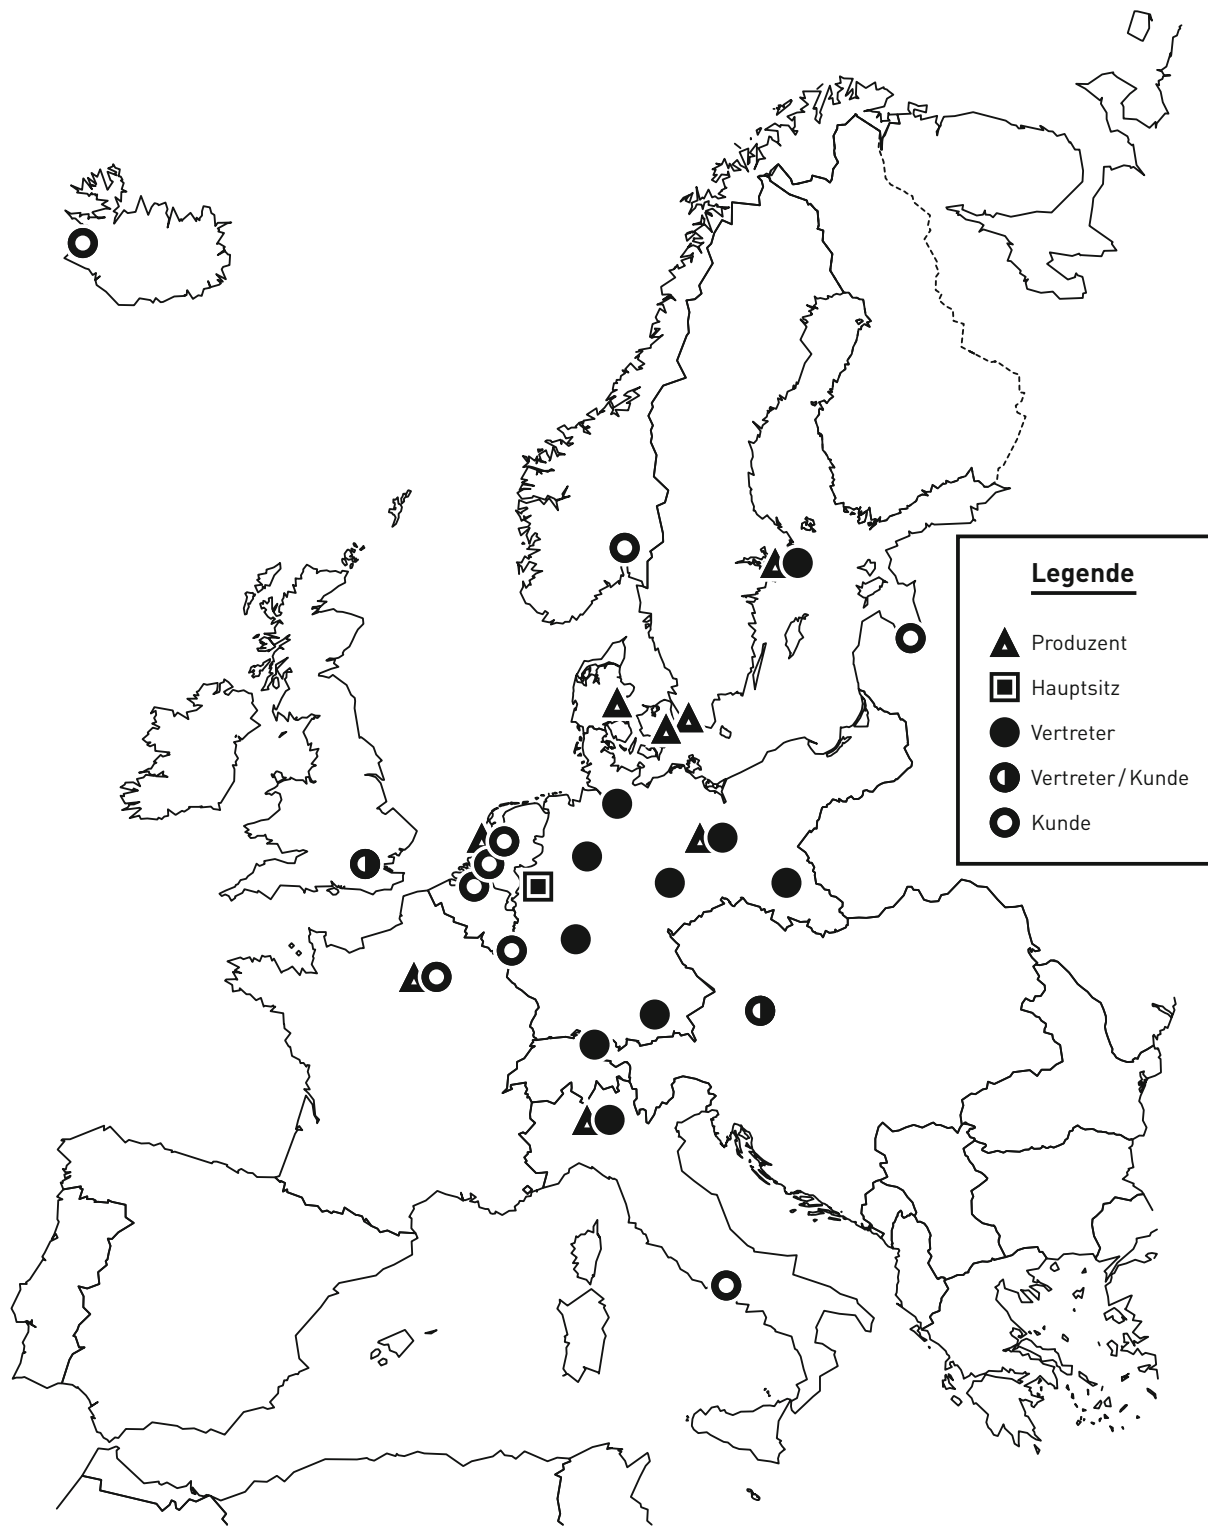 Legende
Produzent
Hauptsitz
Vertreter
Vertreter / Kunde
Kunde